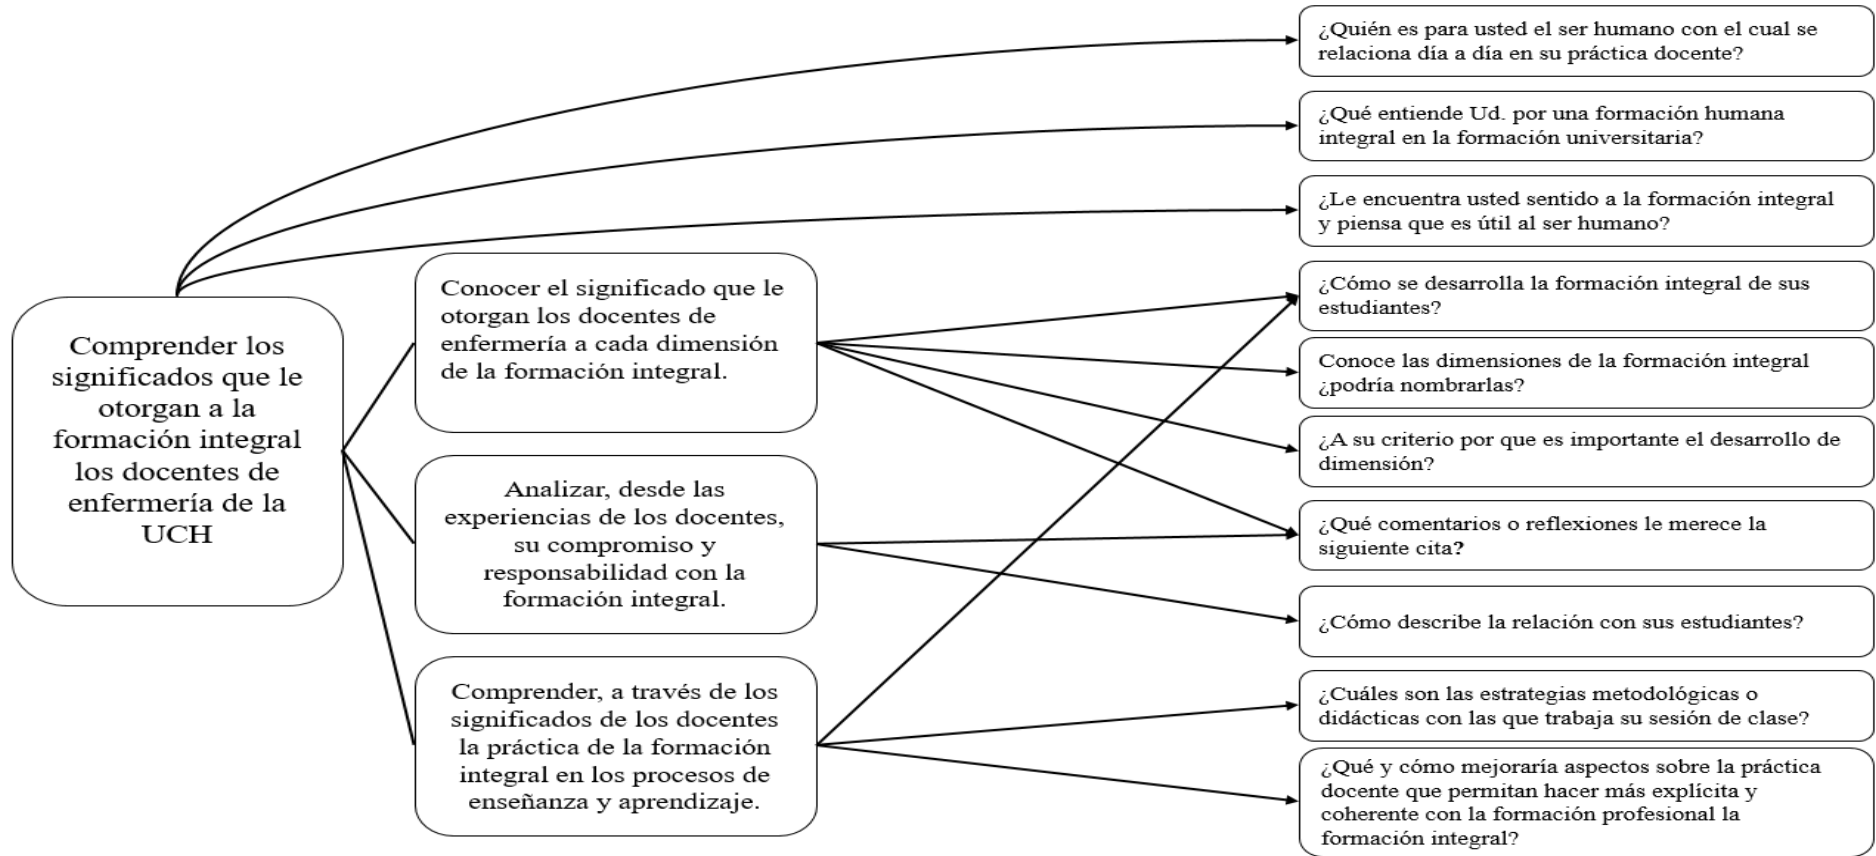 Comprender los
significados que le
otorgan a la
formación integral
los docentes de
enfermería de la
UCH
Conocer el significado que le
otorgan los docentes de
enfermería a cada dimensión
de la formación integral.
Analizar, desde las
experiencias de los docentes,
su compromiso y
responsabilidad con la
formación integral.
Comprender, a través de los
significados de los docentes
la práctica de la formación
integral en los procesos de
enseñanza y aprendizaje.
¿Quién es para usted el ser humano con el cual se
relaciona día a día en su práctica docente?
¿Qué entiende Ud. por una formación humana
integral en la formación universitaria?
¿Le encuentra usted sentido a la formación integral
y piensa que es útil al ser humano?
¿Cómo se desarrolla la formación integral de sus
estudiantes?
Conoce las dimensiones de la formación integral
¿podría nombrarlas?
¿A su criterio por que es importante el desarrollo de
dimensión?
¿Qué comentarios o reflexiones le merece la
siguiente cita?
¿Cómo describe la relación con sus estudiantes?
¿Cuáles son las estrategias metodológicas o
didácticas con las que trabaja su sesión de clase?
¿Qué y cómo mejoraría aspectos sobre la práctica
docente que permitan hacer más explícita y
coherente con la formación profesional la
formación integral?